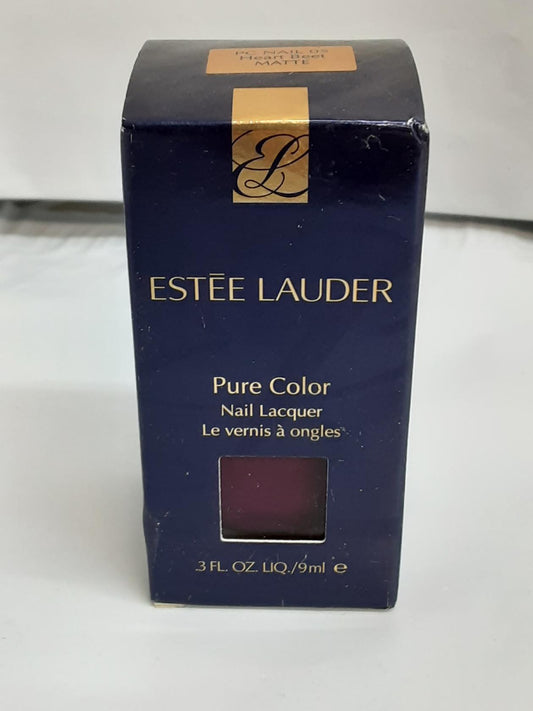 PC NAIL 05
Heart Beet
MATTE
EL
ESTĒE LAUDER
Pure Color
Nail Lacquer
Le vernis à ongles
.3 FL. OZ. LIQ./9ml ℮